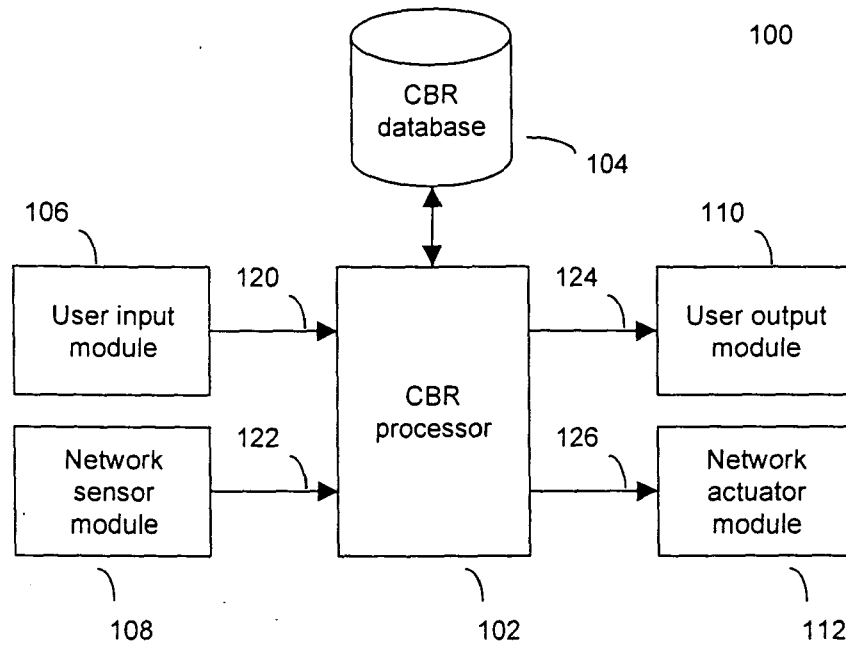 100
CBR
database
104
106
120
124
110
User input
module
CBR
processor
User output
module
122
126
Network
sensor
module
Network
actuator
module
108
102
112